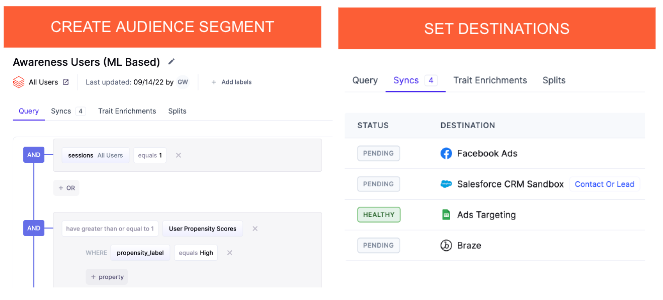 CREATE AUDIENCE SEGMENT
Awareness Users (ML Based)
All Users Last updated: 09/14/22 by GW + Add labels
Query Syncs 4 Trait Enrichments Splits
AND
sessions All Users equals 1
+ OR
AND
have greater than or equal to 1 User Propensity Scores
WHERE propensity_label equals High
+ property
SET DESTINATIONS
Query Syncs 4 Trait Enrichments Splits
STATUS DESTINATION
PENDING Facebook Ads
PENDING Salesforce CRM Sandbox Contact Or Lead
HEALTHY Ads Targeting
PENDING Braze